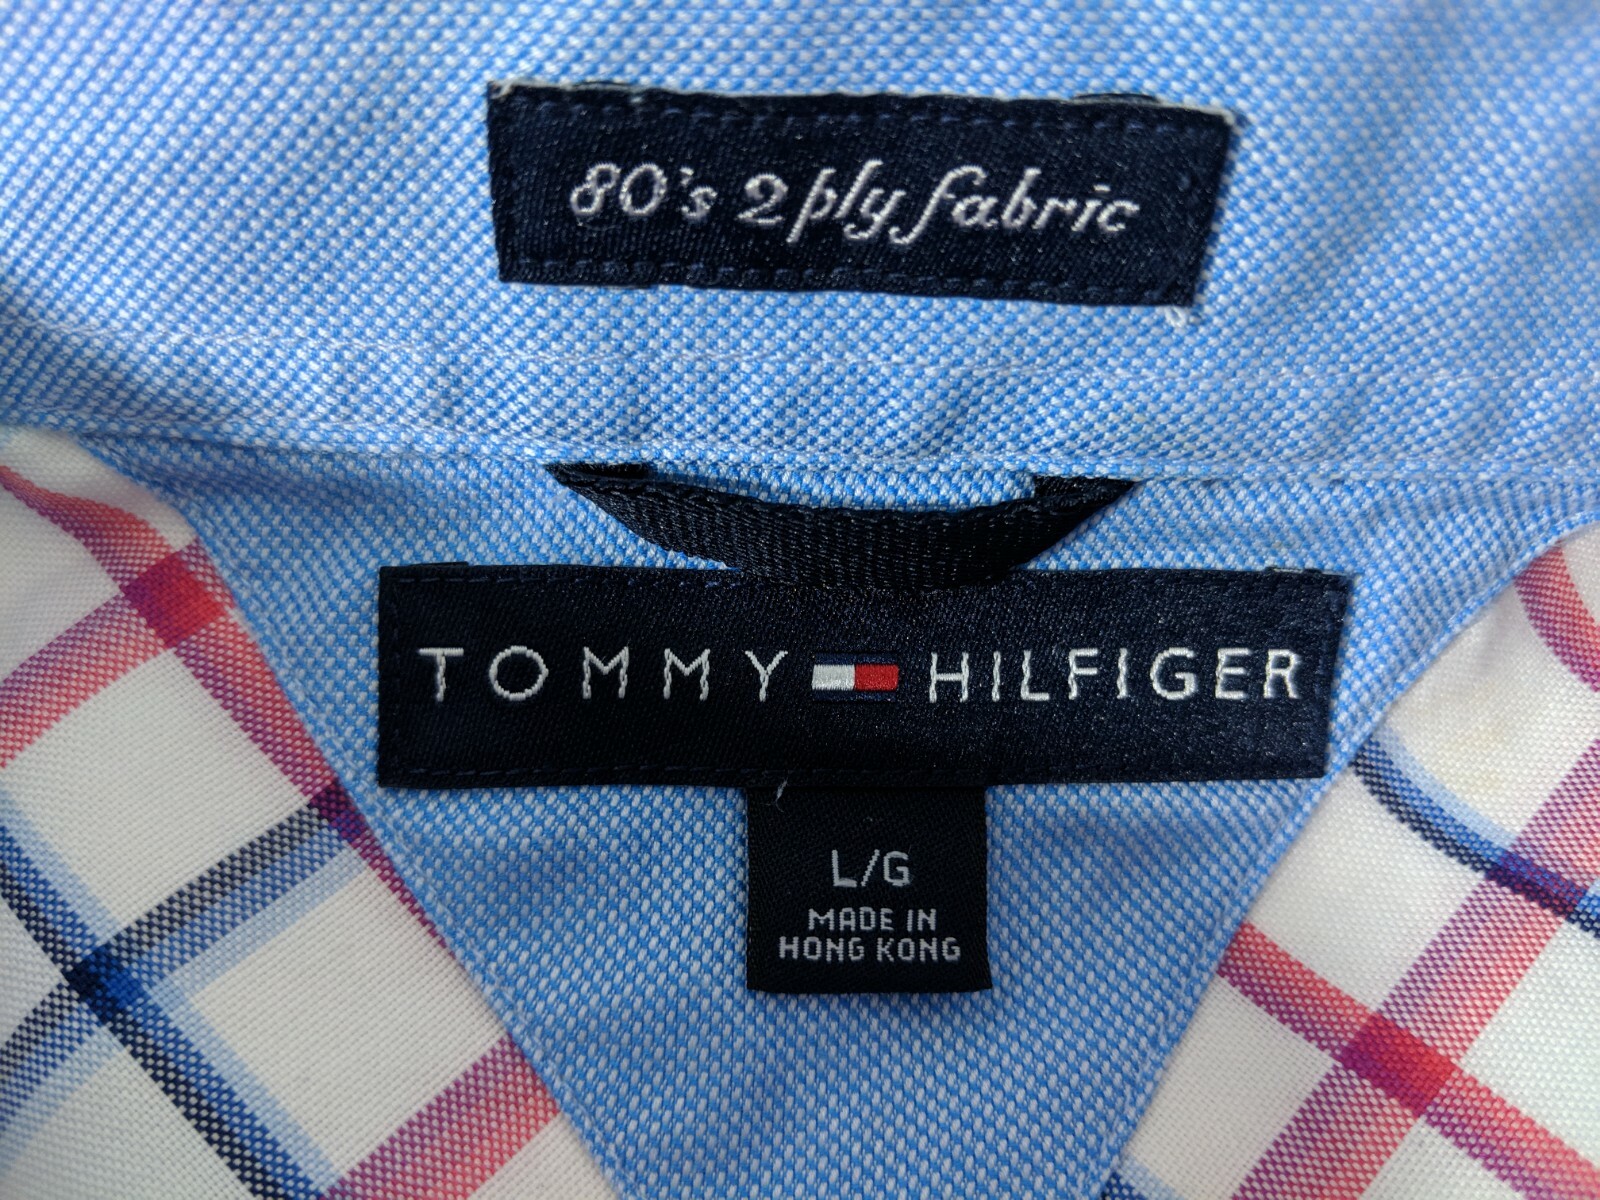 80's 2 ply fabric
TOMMY HILFIGER
L/G
MADE IN
HONG KONG